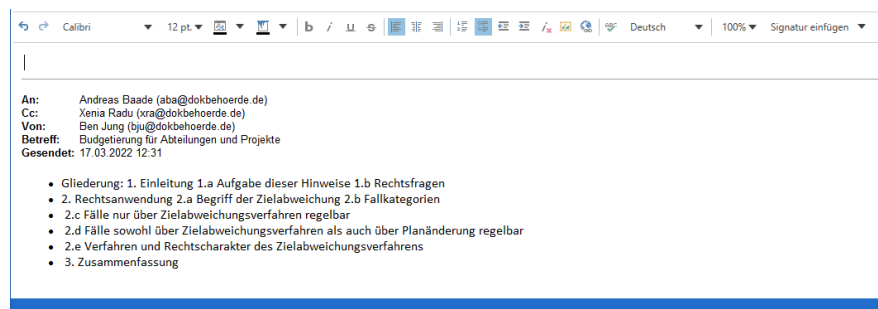 Calibri 12 pt. b i u s ABC Deutsch 100% Signatur einfügen
An: Andreas Baade (aba@dokbehoerde.de)
Cc: Xenia Radu (xra@dokbehoerde.de)
Von: Ben Jung (bju@dokbehoerde.de)
Betreff: Budgetierung für Abteilungen und Projekte
Gesendet: 17.03.2022 12:31
• Gliederung: 1. Einleitung 1.a Aufgabe dieser Hinweise 1.b Rechtsfragen
• 2. Rechtsanwendung 2.a Begriff der Zielabweichung 2.b Fallkategorien
• 2.c Fälle nur über Zielabweichungsverfahren regelbar
• 2.d Fälle sowohl über Zielabweichungsverfahren als auch über Planänderung regelbar
• 2.e Verfahren und Rechtscharakter des Zielabweichungsverfahrens
• 3. Zusammenfassung